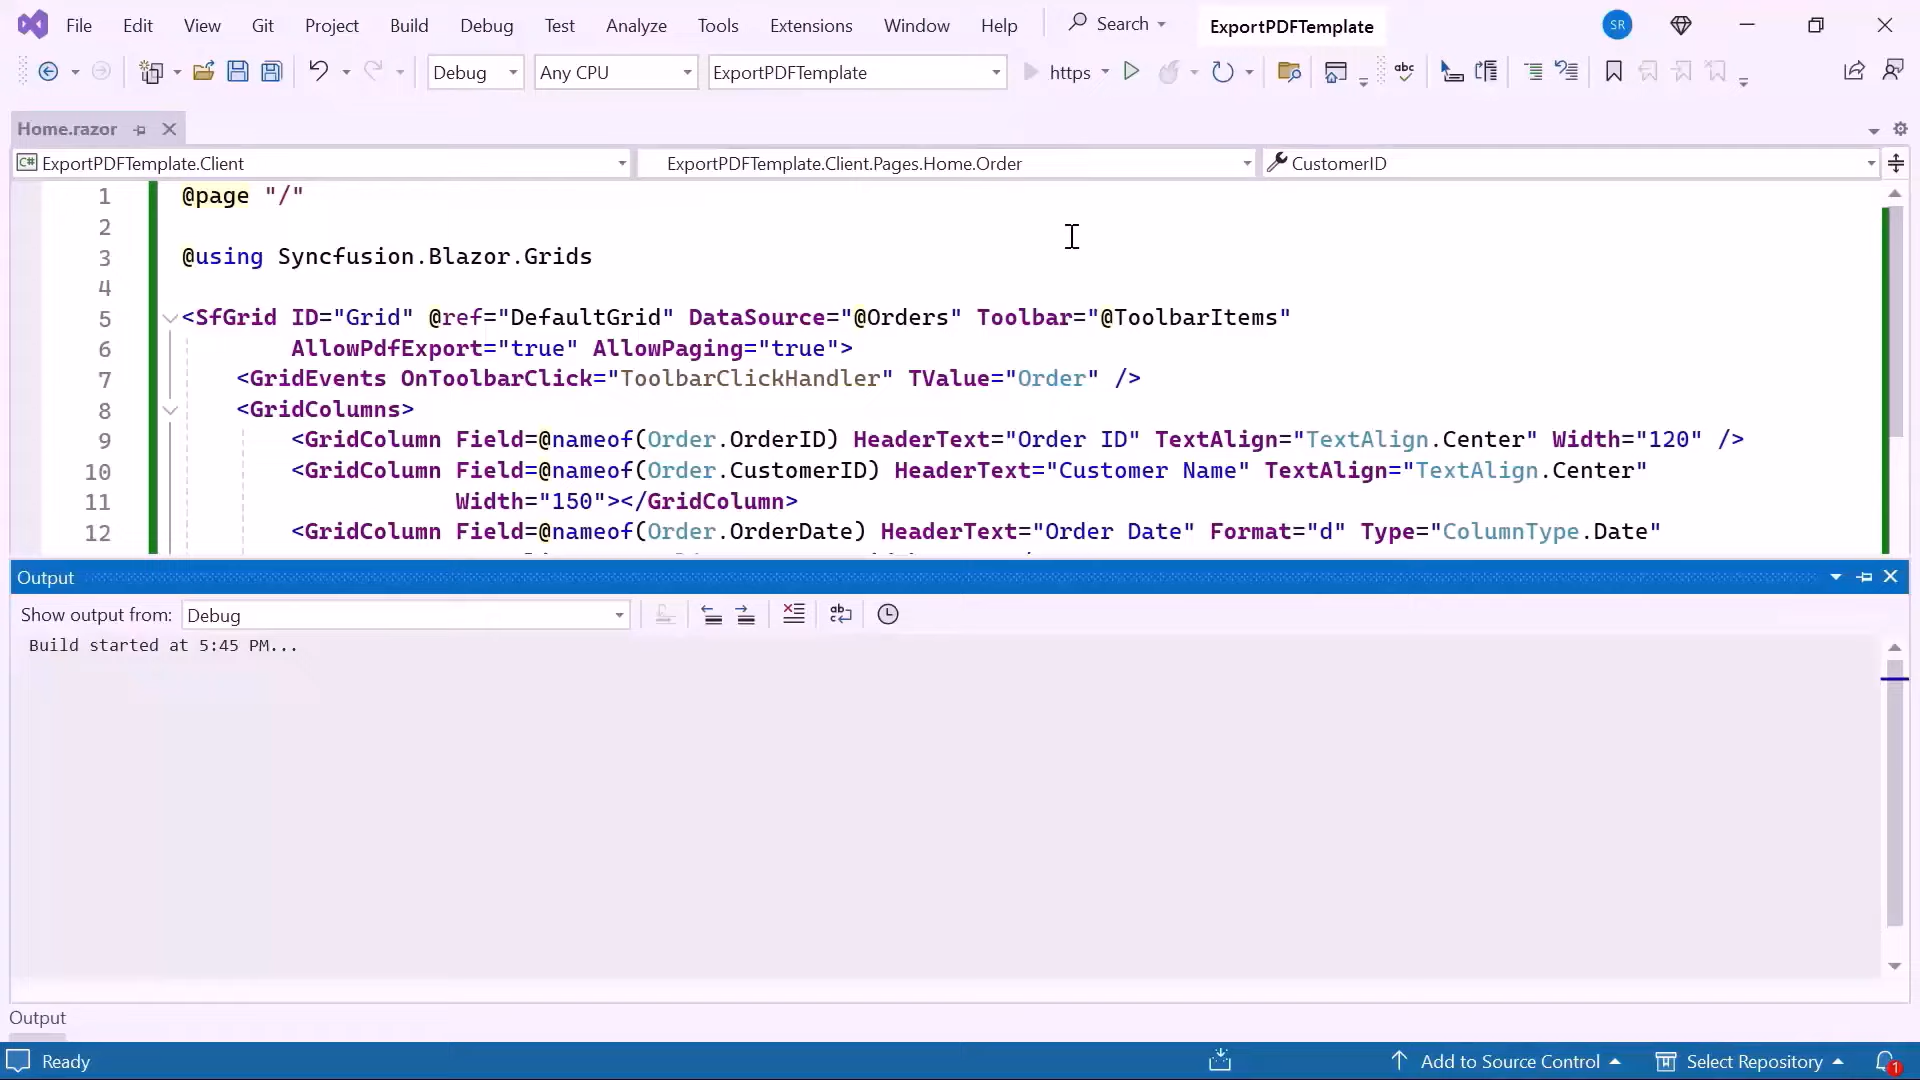 File Edit View Git Project Build Debug Test Analyze Tools Extensions Window Help Search ExportPDFTemplate SR
Debug Any CPU ExportPDFTemplate https
Home.razor
C# ExportPDFTemplate.Client ExportPDFTemplate.Client.Pages.Home.Order CustomerID
1 @page "/"
2
3 @using Syncfusion.Blazor.Grids
4
5 <SfGrid ID="Grid" @ref="DefaultGrid" DataSource="@Orders" Toolbar="@ToolbarItems"
6 AllowPdfExport="true" AllowPaging="true">
7 <GridEvents OnToolbarClick="ToolbarClickHandler" TValue="Order" />
8 <GridColumns>
9 <GridColumn Field=@nameof(Order.OrderID) HeaderText="Order ID" TextAlign="TextAlign.Center" Width="120" />
10 <GridColumn Field=@nameof(Order.CustomerID) HeaderText="Customer Name" TextAlign="TextAlign.Center"
11 Width="150"></GridColumn>
12 <GridColumn Field=@nameof(Order.OrderDate) HeaderText="Order Date" Format="d" Type="ColumnType.Date"
Output
Show output from: Debug
Build started at 5:45 PM...
Output
Ready Add to Source Control Select Repository 1